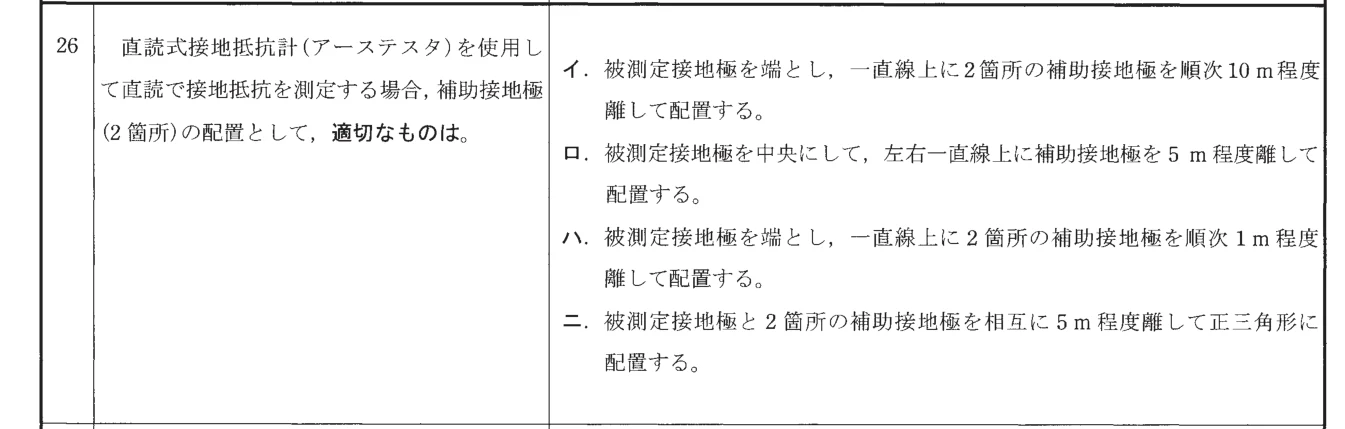 26
直読式接地抵抗計(アーステスタ)を使用し
て直読で接地抵抗を測定する場合，補助接地極
(2 箇所)の配置として，適切なものは。
イ．被測定接地極を端とし，一直線上に2箇所の補助接地極を順次10 m程度
離して配置する。
ロ．被測定接地極を中央にして，左右一直線上に補助接地極を 5 m 程度離して
配置する。
ハ．被測定接地極を端とし，一直線上に 2 箇所の補助接地極を順次 1 m 程度
離して配置する。
ニ．被測定接地極と 2 箇所の補助接地極を相互に 5 m 程度離して正三角形に
配置する。